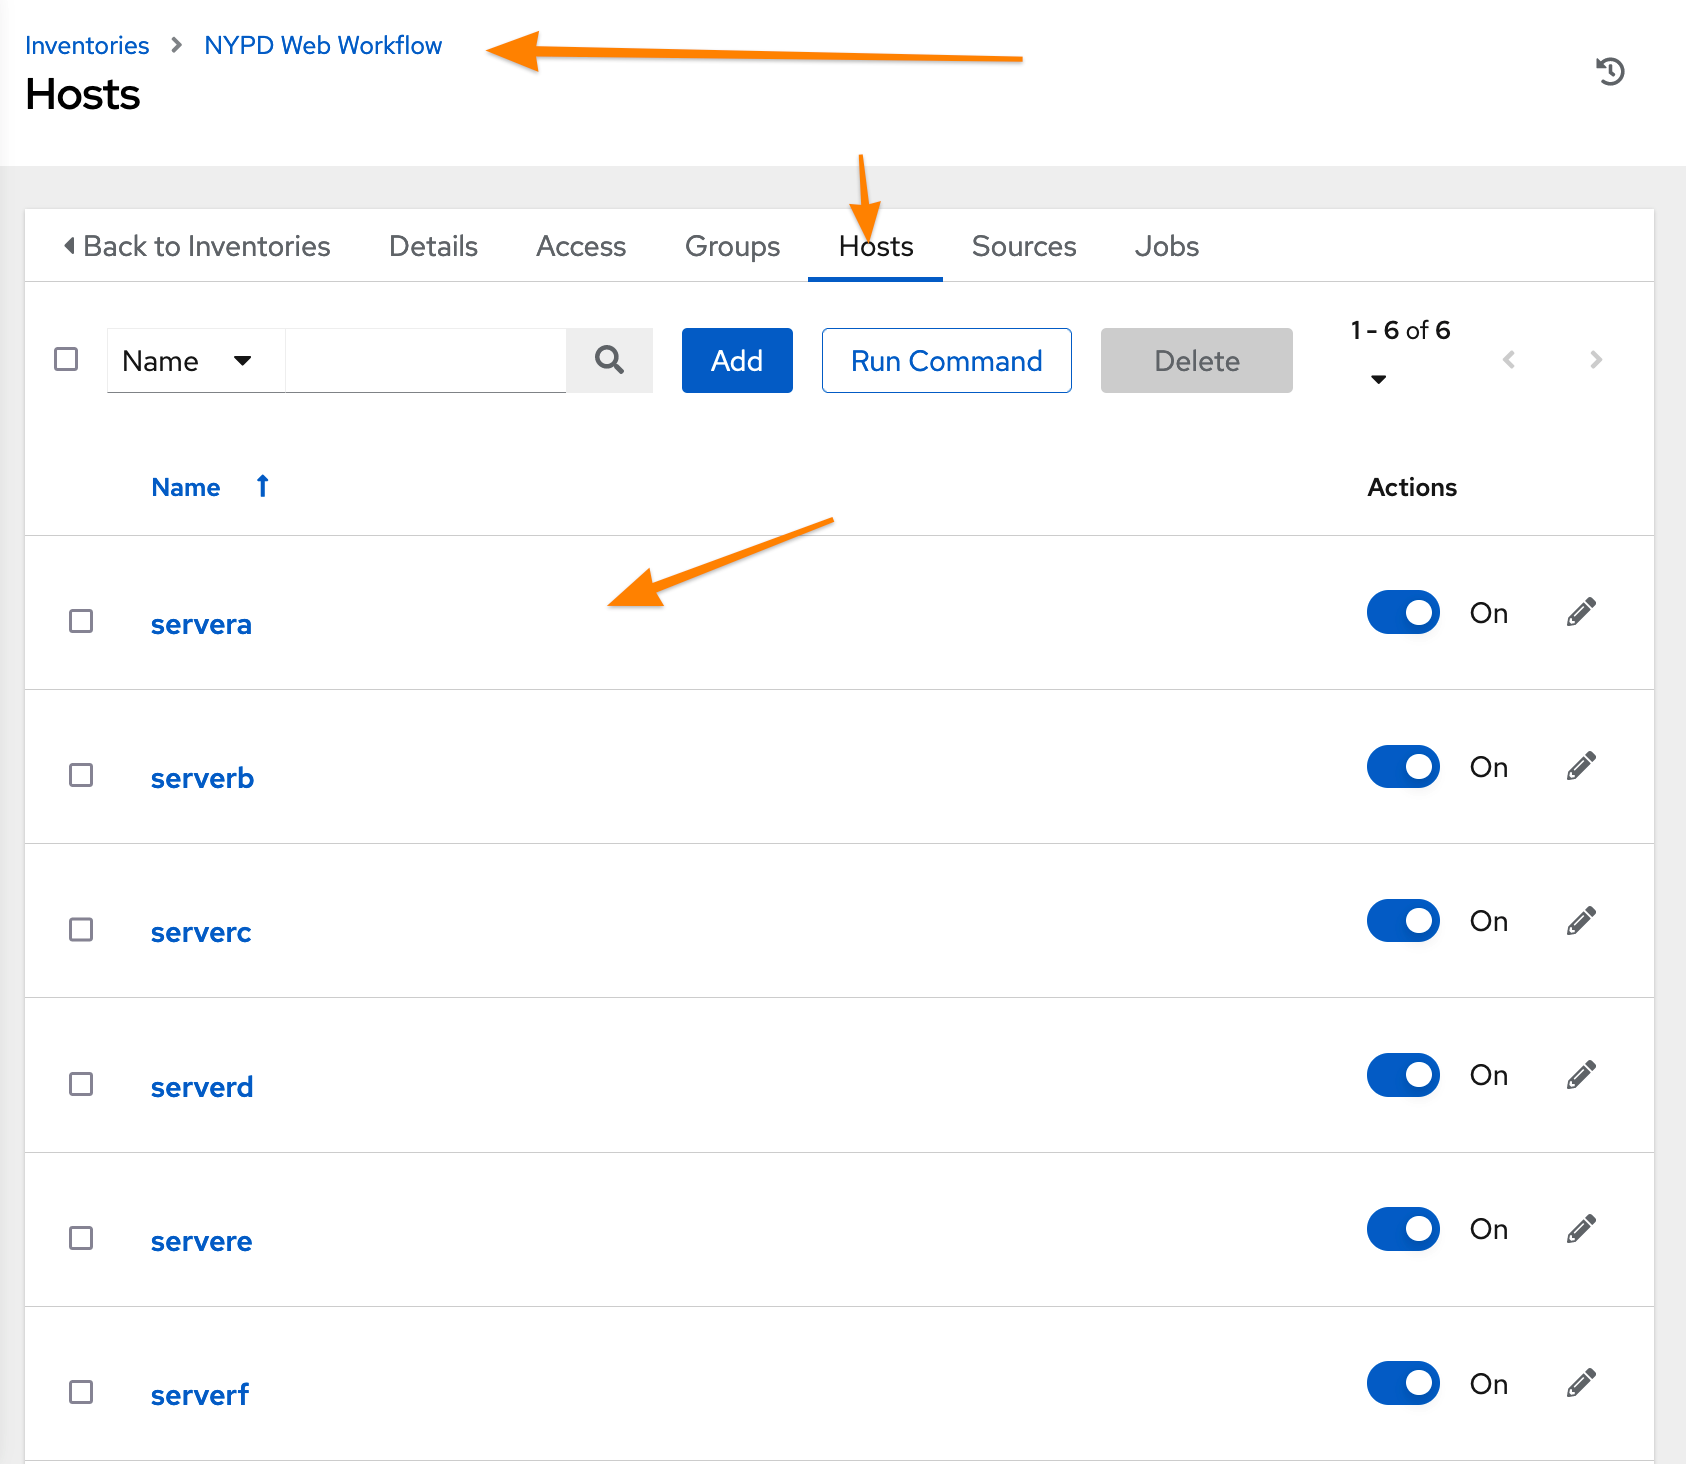 Inventories > NYPD Web Workflow
Hosts
Back to Inventories Details Access Groups Hosts Sources Jobs
Name Add Run Command Delete 1 - 6 of 6
Name Actions
servera On
serverb On
serverc On
serverd On
servere On
serverf On